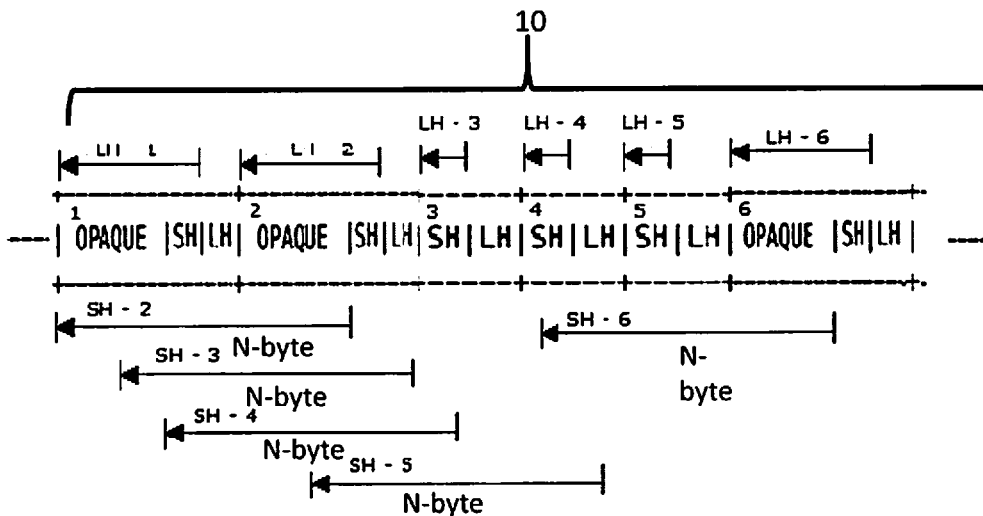 10
LH - 3 LH - 4 LH - 5
LH - 6
1 2 3 4 5 6
OPAQUE |SH|LH| OPAQUE |SH|LH|SH|LH|SH|LH|SH|LH|OPAQUE |SH|LH|
SH - 2 SH - 6
N-byte N-
SH - 3 byte
N-byte
SH - 4
N-byte
SH - 5
N-byte